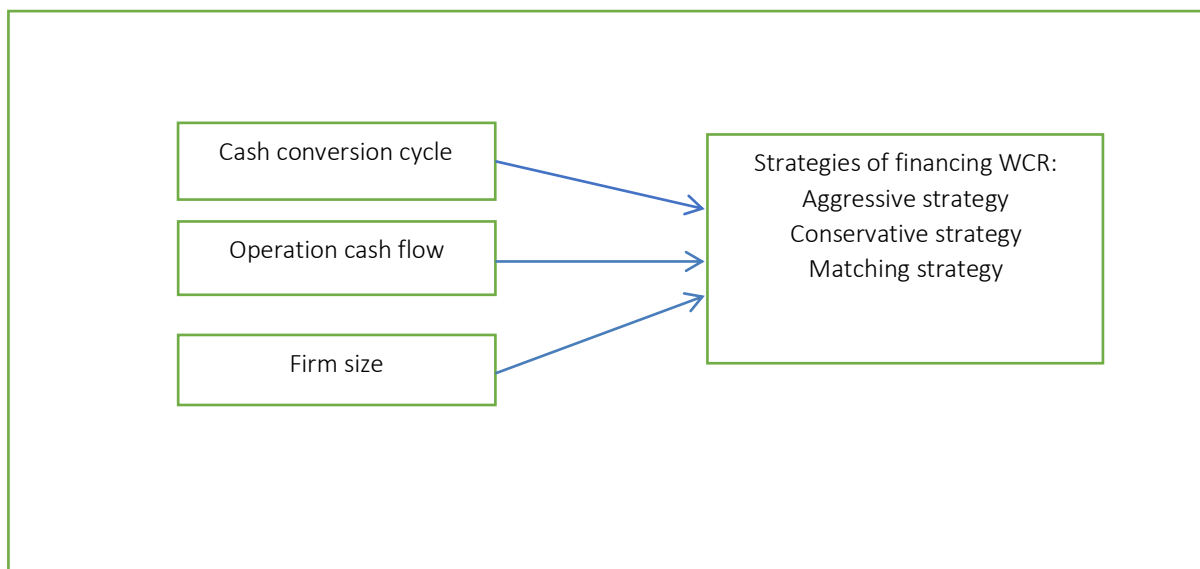 Cash conversion cycle
Operation cash flow
Firm size
Strategies of financing WCR:
Aggressive strategy
Conservative strategy
Matching strategy